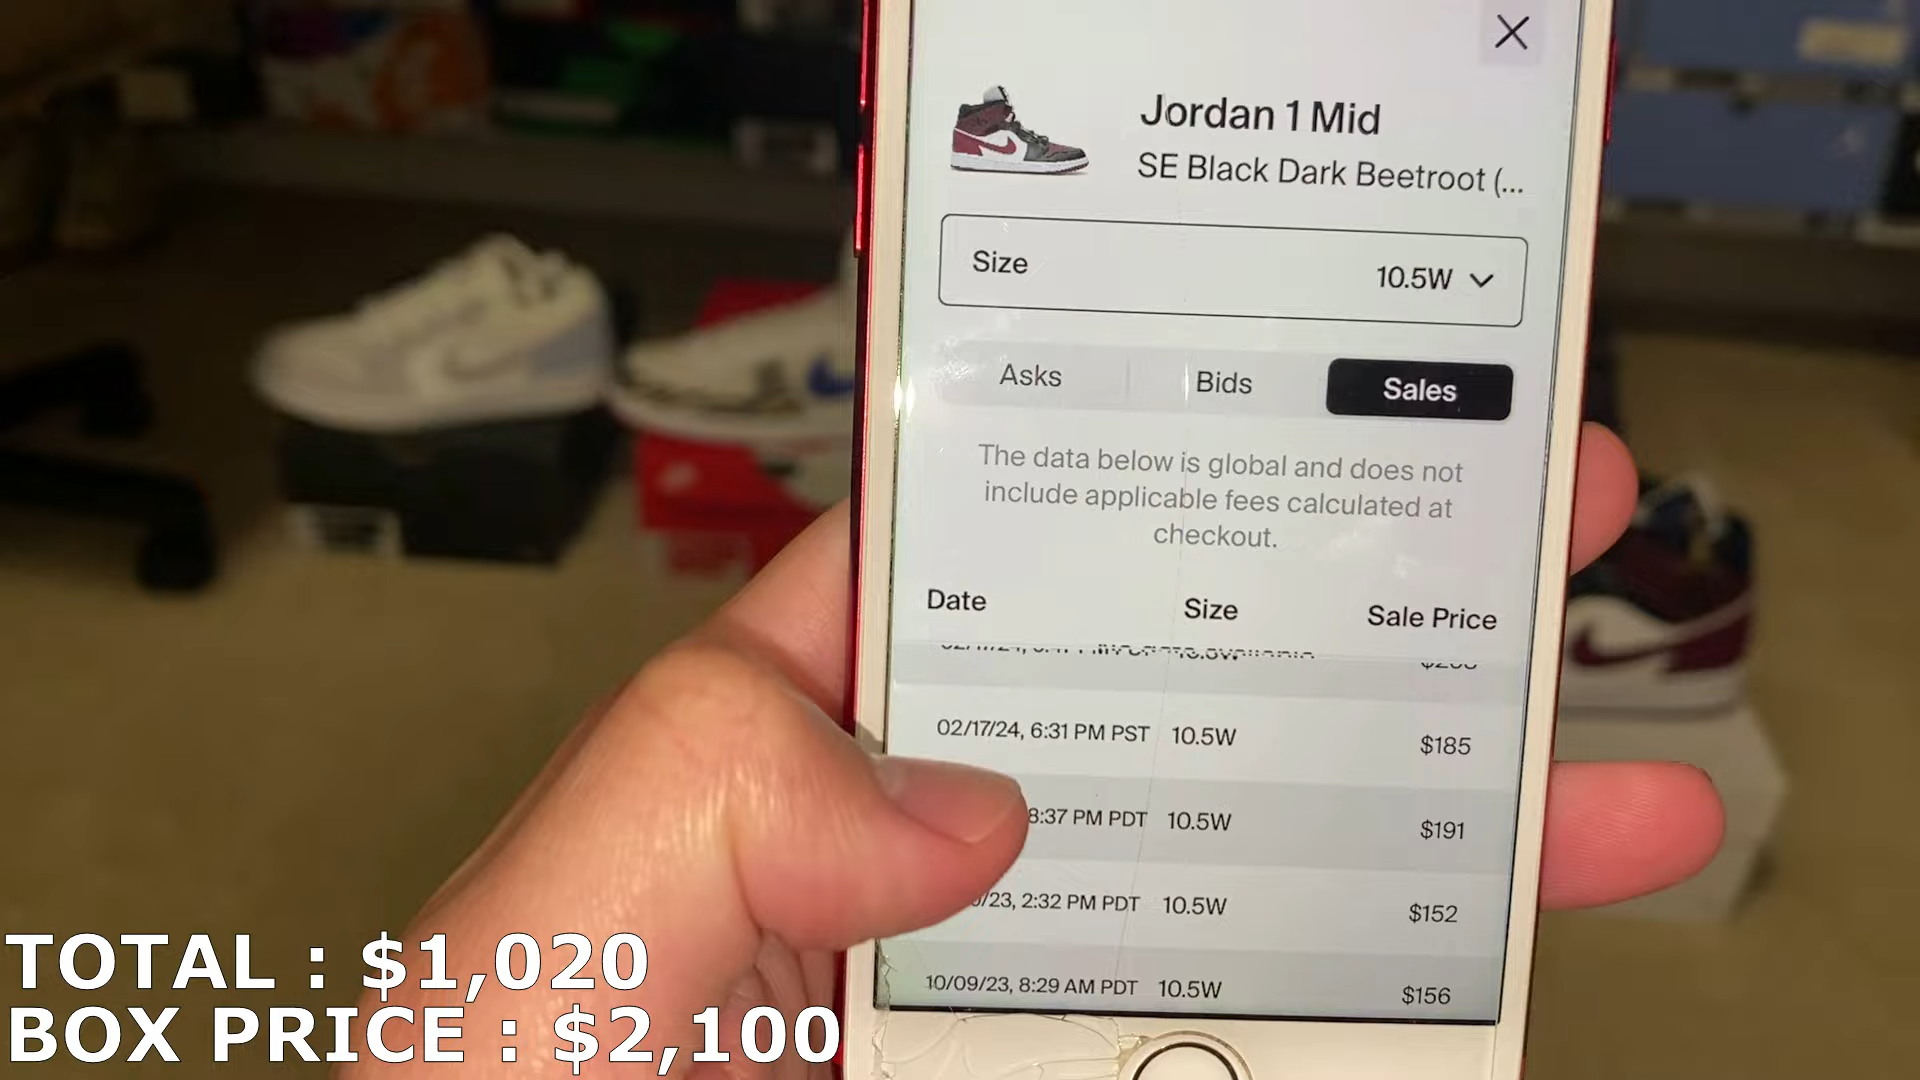 Jordan 1 Mid
SE Black Dark Beetroot (...
Size
10.5W
Asks
Bids
Sales
The data below is global and does not
include applicable fees calculated at
checkout.
Date Size Sale Price
02/17/24, 6:31 PM PST 10.5W $185
8:37 PM PDT 10.5W $191
/23, 2:32 PM PDT 10.5W $152
10/09/23, 8:29 AM PDT 10.5W $156
TOTAL : $1,020
BOX PRICE : $2,100